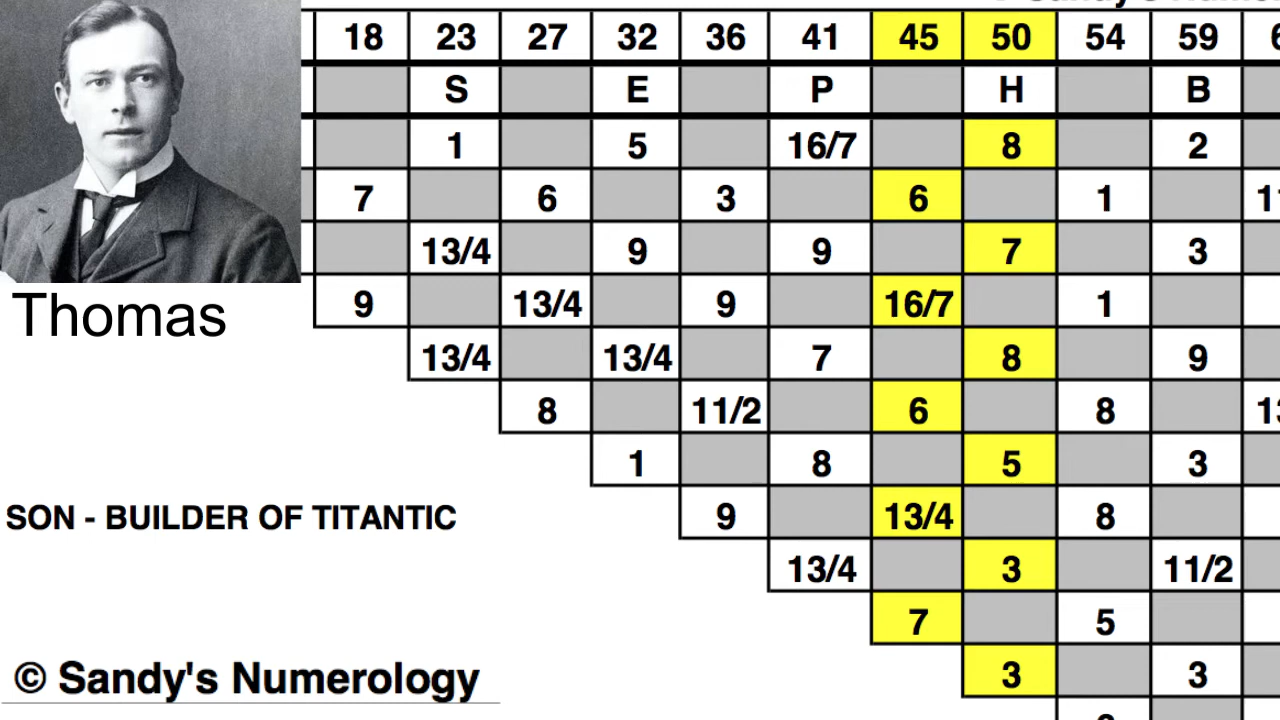 18 23 27 32 36 41 45 50 54 59
S E P H B
1 5 16/7 8 2
7 6 3 6 1
13/4 9 9 7 3
9 13/4 9 16/7 1
Thomas
13/4 13/4 7 8 9
8 11/2 6 8
1 8 5 3
SON - BUILDER OF TITANTIC 9 13/4 8
13/4 3 11/2
7 5
© Sandy's Numerology 3 3